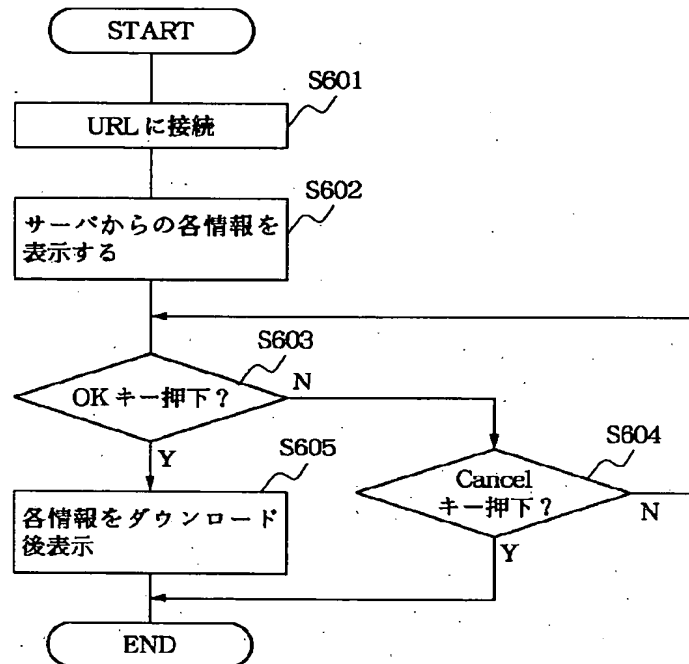 START
S601
URLに接続
S602
サーバからの各情報を
表示する
S603
OKキー押下？
N
Y
S604
Cancel
キー押下？
N
Y
S605
各情報をダウンロード
後表示
END